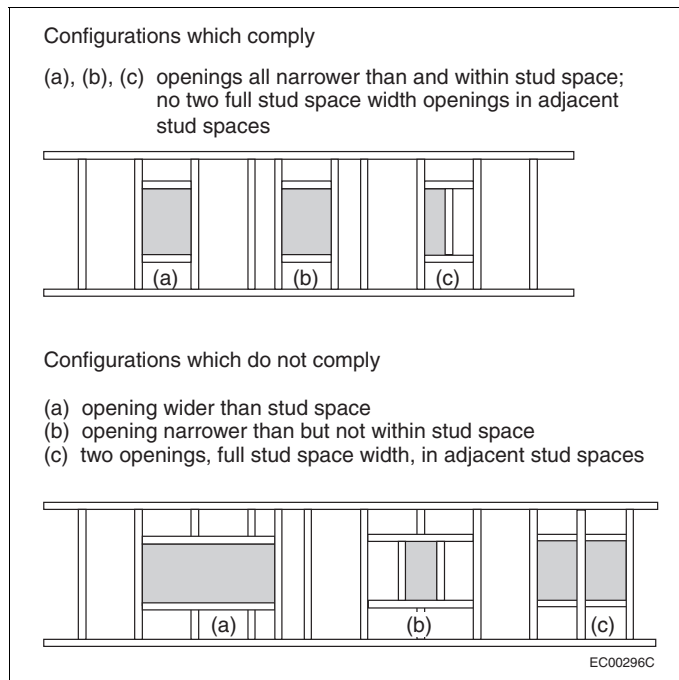 Configurations which comply
(a), (b), (c) openings all narrower than and within stud space;
no two full stud space width openings in adjacent
stud spaces
(a) (b) (c)
Configurations which do not comply
(a) opening wider than stud space
(b) opening narrower than but not within stud space
(c) two openings, full stud space width, in adjacent stud spaces
(a) (b) (c)
EC00296C